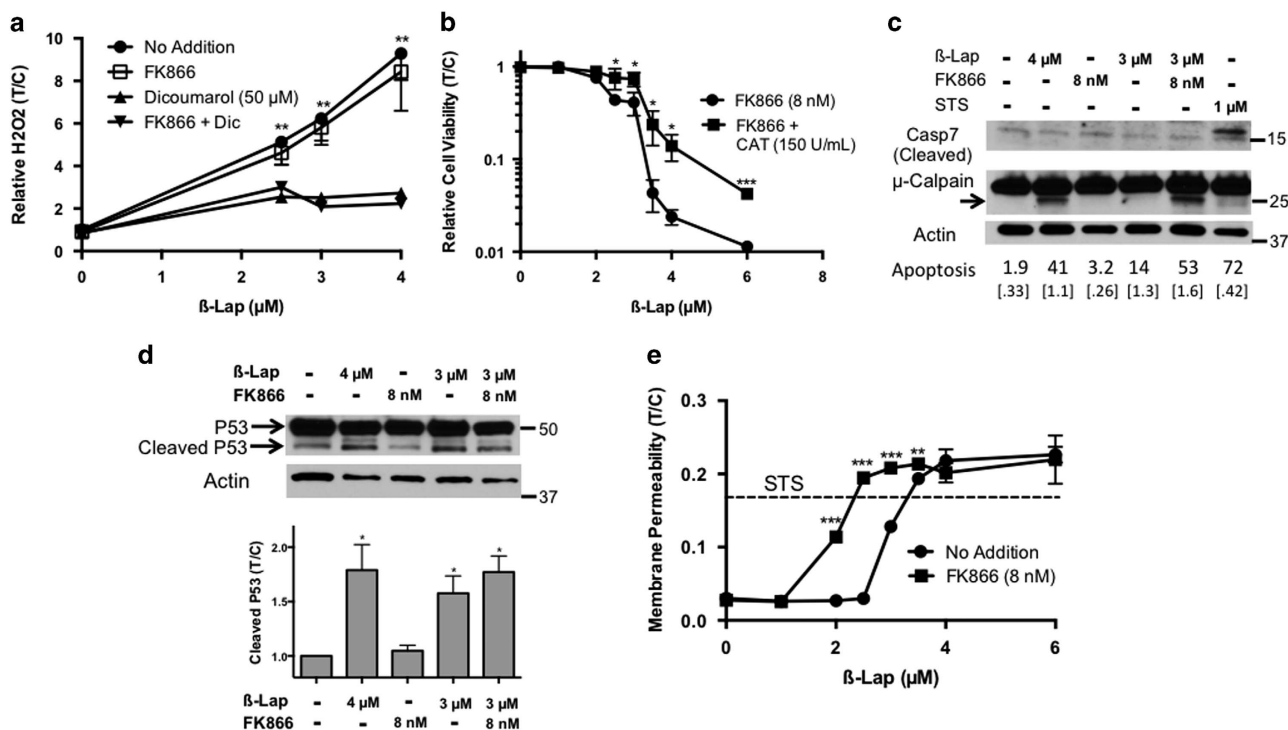 a
Relative H2O2 (T/C)
10
8
6
4
2
0
0
1
2
3
4
ß-Lap (µM)
No Addition
FK866
Dicoumarol (50 µM)
FK866 + Dic
**
**
**
b
Relative Cell Viability (T/C)
1
0.1
0.01
0
2
4
6
8
ß-Lap (µM)
FK866 (8 nM)
FK866 +
CAT (150 U/mL)
*
*
*
*
***
c
ß-Lap - 4 µM - 3 µM 3 µM -
FK866 - - 8 nM - 8 nM -
STS - - - - - 1 µM
Casp7
(Cleaved)
15
µ-Calpain
25
Actin
37
Apoptosis 1.9 41 3.2 14 53 72
[.33] [1.1] [.26] [1.3] [1.6] [.42]
d
ß-Lap - 4 µM - 3 µM 3 µM
FK866 - - 8 nM - 8 nM
P53
50
Cleaved P53
Actin
37
Cleaved P53 (T/C)
2.0
1.5
1.0
*
*
*
ß-Lap - 4 µM - 3 µM 3 µM
FK866 - - 8 nM - 8 nM
e
Membrane Permeability (T/C)
0.3
0.2
0.1
0.0
0
2
4
6
ß-Lap (µM)
STS
***
***
***
**
No Addition
FK866 (8 nM)